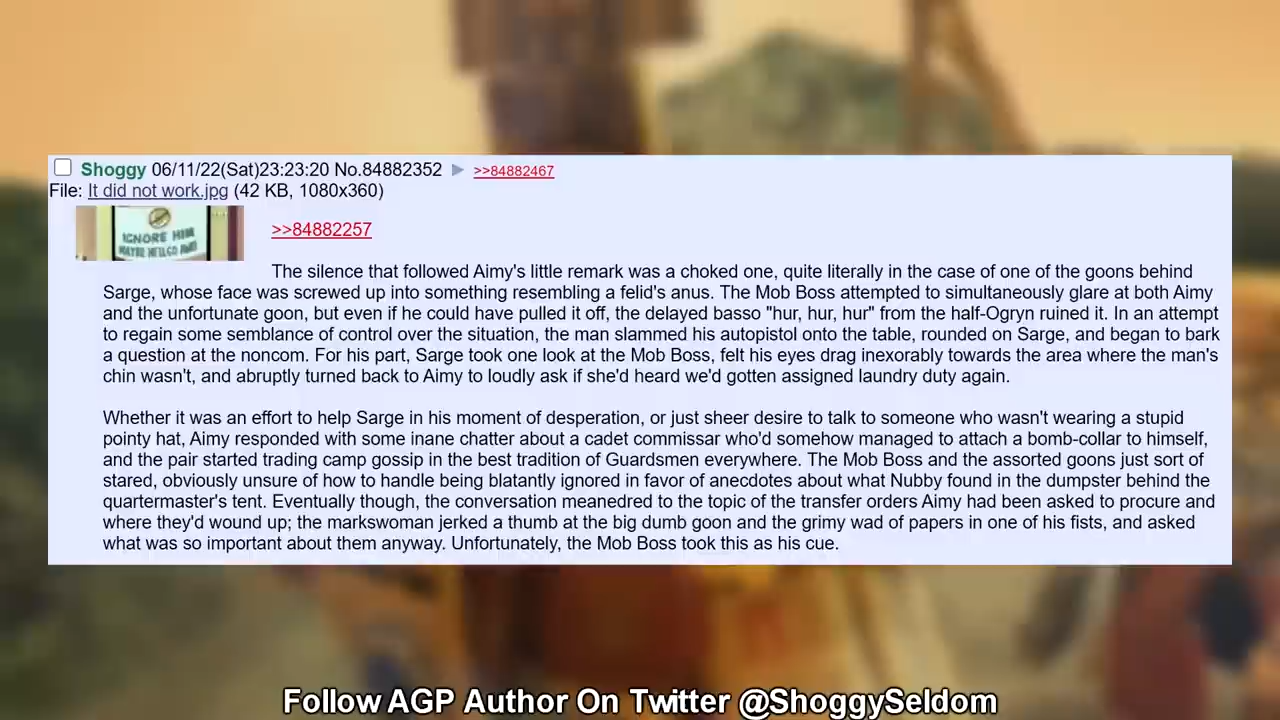 Shoggy 06/11/22(Sat)23:23:20 No.84882352 ▶ >>84882467
File: It did not work.jpg (42 KB, 1080x360)
IGNORE HIM
MAYBE HE'LL GO AWAY
>>84882257
The silence that followed Aimy's little remark was a choked one, quite literally in the case of one of the goons behind
Sarge, whose face was screwed up into something resembling a felid's anus. The Mob Boss attempted to simultaneously glare at both Aimy
and the unfortunate goon, but even if he could have pulled it off, the delayed basso "hur, hur, hur" from the half-Ogryn ruined it. In an attempt
to regain some semblance of control over the situation, the man slammed his autopistol onto the table, rounded on Sarge, and began to bark
a question at the noncom. For his part, Sarge took one look at the Mob Boss, felt his eyes drag inexorably towards the area where the man's
chin wasn't, and abruptly turned back to Aimy to loudly ask if she'd heard we'd gotten assigned laundry duty again.
Whether it was an effort to help Sarge in his moment of desperation, or just sheer desire to talk to someone who wasn't wearing a stupid
pointy hat, Aimy responded with some inane chatter about a cadet commissar who'd somehow managed to attach a bomb-collar to himself,
and the pair started trading camp gossip in the best tradition of Guardsmen everywhere. The Mob Boss and the assorted goons just sort of
stared, obviously unsure of how to handle being blatantly ignored in favor of anecdotes about what Nubby found in the dumpster behind the
quartermaster's tent. Eventually though, the conversation meanedred to the topic of the transfer orders Aimy had been asked to procure and
where they'd wound up; the markswoman jerked a thumb at the big dumb goon and the grimy wad of papers in one of his fists, and asked
what was so important about them anyway. Unfortunately, the Mob Boss took this as his cue.
Follow AGP Author On Twitter @ShoggySeldom